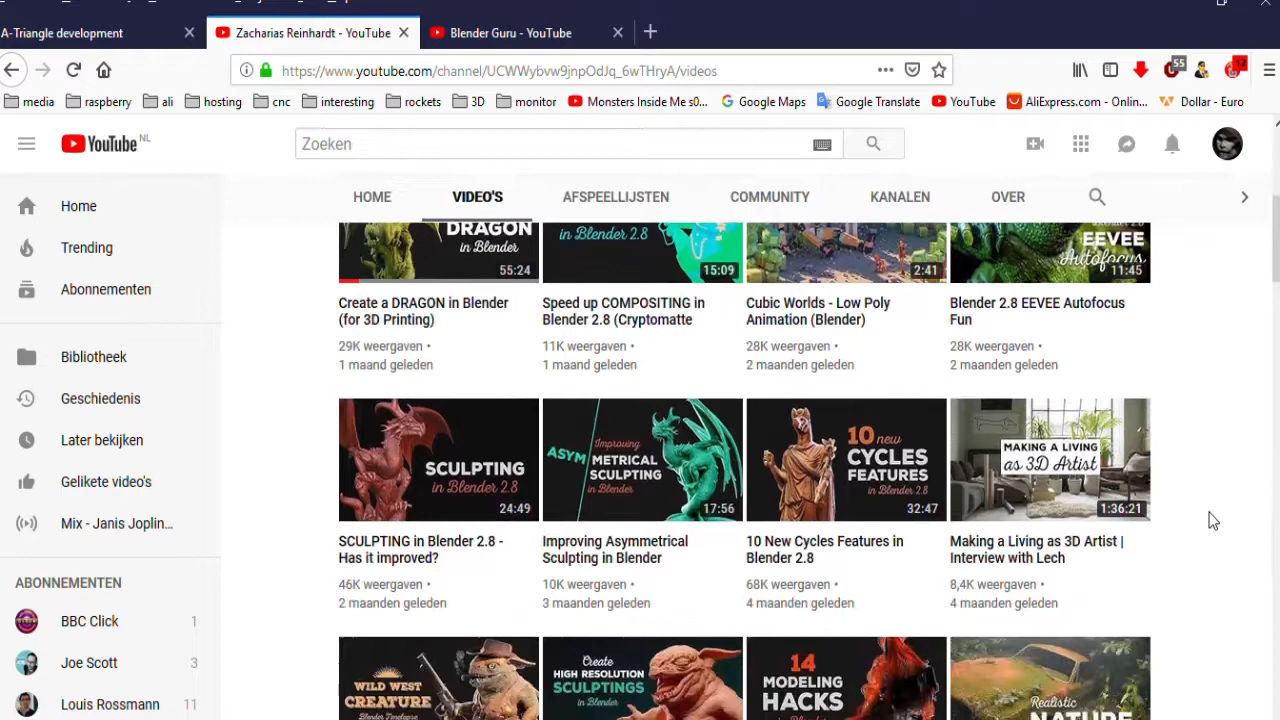 A-Triangle development
Zacharias Reinhardt - YouTube
Blender Guru - YouTube
media
raspberry
ali
hosting
cnc
interesting
rockets
3D
monitor
Monsters Inside Me s0...
Google Maps
Google Translate
YouTube
AliExpress.com - Onlin...
Dollar - Euro
55
12
YouTube NL
Zoeken
HOME
VIDEO'S
AFSPEELLIJSTEN
COMMUNITY
KANALEN
OVER
Home
Trending
Abonnementen
Bibliotheek
Geschiedenis
Later bekijken
Gelikete video's
Mix - Janis Joplin...
ABONNEMENTEN
BBC Click 1
Joe Scott 3
Louis Rossmann 11
DRAGON
in Blender
55:24
Create a DRAGON in Blender
(for 3D Printing)
29K weergaven •
1 maand geleden
in Blender 2.8
15:09
Speed up COMPOSITING in
Blender 2.8 (Cryptomatte
11K weergaven •
1 maand geleden
2:41
Cubic Worlds - Low Poly
Animation (Blender)
28K weergaven •
2 maanden geleden
EEVEE
Autofocus
11:45
Blender 2.8 EEVEE Autofocus
Fun
28K weergaven •
2 maanden geleden
SCULPTING
in Blender 2.8
24:49
SCULPTING in Blender 2.8 -
Has it improved?
46K weergaven •
2 maanden geleden
Improving
ASYM METRICAL
SCULPTING
in Blender
17:56
Improving Asymmetrical
Sculpting in Blender
10K weergaven •
3 maanden geleden
10 new
CYCLES
FEATURES
in Blender 2.8
32:47
10 New Cycles Features in
Blender 2.8
68K weergaven •
4 maanden geleden
MAKING A LIVING
as 3D Artist
1:36:21
Making a Living as 3D Artist |
Interview with Lech
8,4K weergaven •
4 maanden geleden
WILD WEST
CREATURE
Blender Timelapse
Create
HIGH RESOLUTION
SCULPTINGS
in Blender
14
MODELING
HACKS
Realistic
NATURE